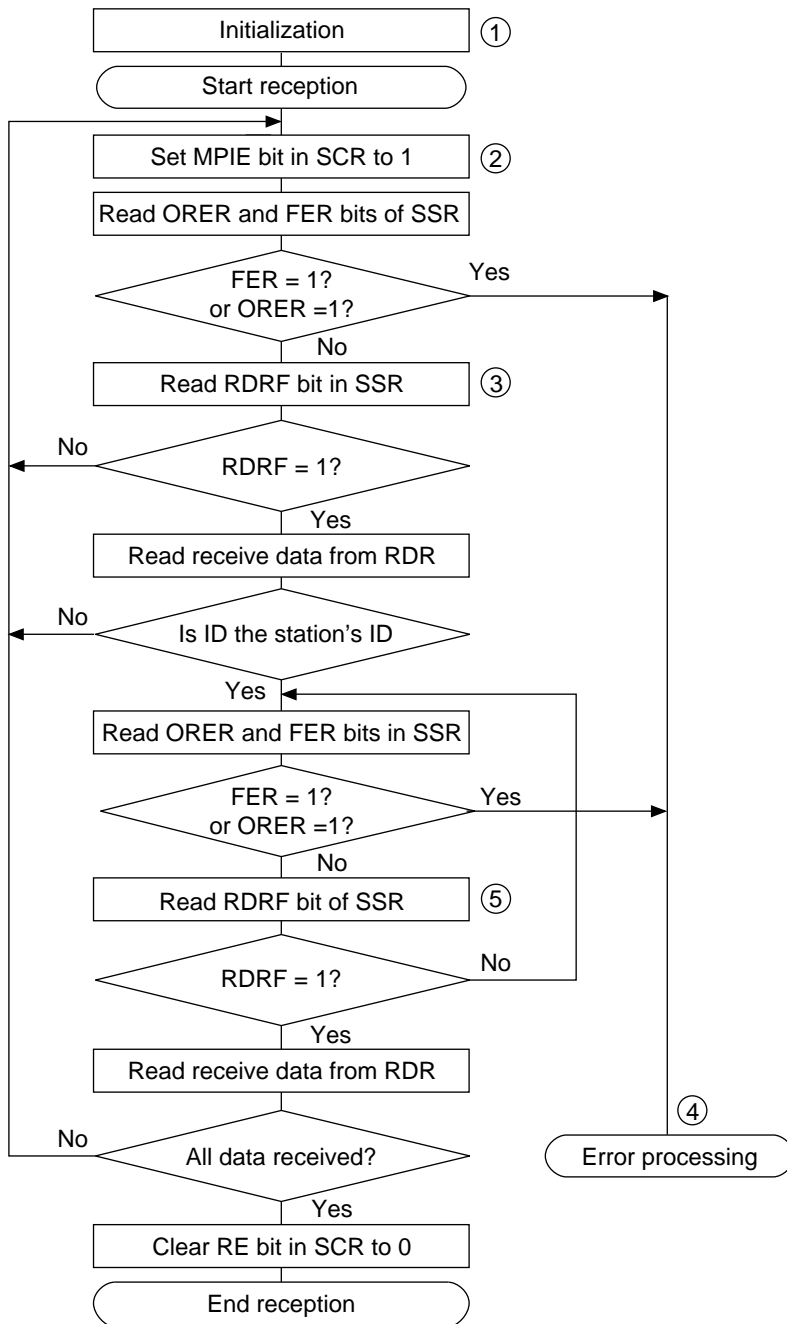 Initialization
①
Start reception
Set MPIE bit in SCR to 1
②
Read ORER and FER bits of SSR
FER = 1?
or ORER =1?
Yes
No
Read RDRF bit in SSR
③
No
RDRF = 1?
Yes
Read receive data from RDR
No
Is ID the station's ID
Yes
Read ORER and FER bits in SSR
FER = 1?
or ORER =1?
Yes
No
Read RDRF bit of SSR
⑤
RDRF = 1?
No
Yes
Read receive data from RDR
④
No
All data received?
Error processing
Yes
Clear RE bit in SCR to 0
End reception